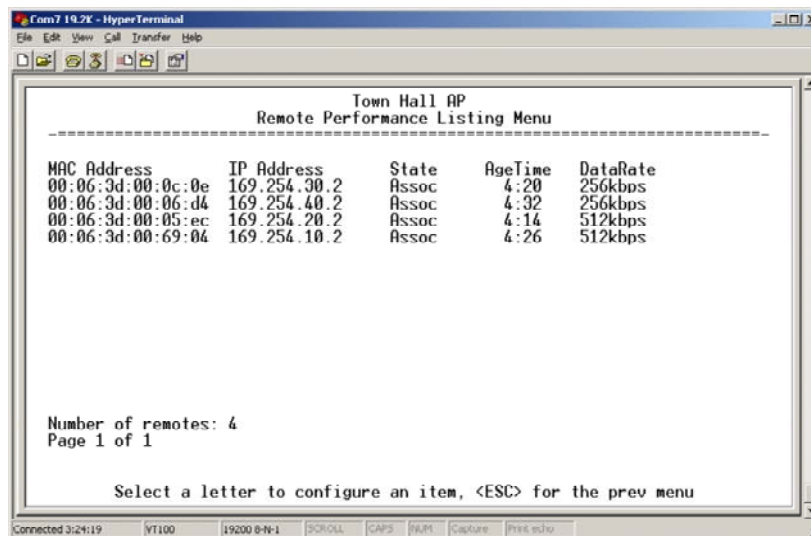 Com7 19.2K - HyperTerminal
File Edit View Call Transfer Help
Town Hall AP
Remote Performance Listing Menu
-==========================================================================-
MAC Address IP Address State AgeTime DataRate
00:06:3d:00:0c:0e 169.254.30.2 Assoc 4:20 256kbps
00:06:3d:00:06:d4 169.254.40.2 Assoc 4:32 256kbps
00:06:3d:00:05:ec 169.254.20.2 Assoc 4:14 512kbps
00:06:3d:00:69:04 169.254.10.2 Assoc 4:26 512kbps
Number of remotes: 4
Page 1 of 1
Select a letter to configure an item, <ESC> for the prev menu
Connected 3:24:19 VT100 19200 8-N-1 SCROLL CAPS NUM Capture Print echo